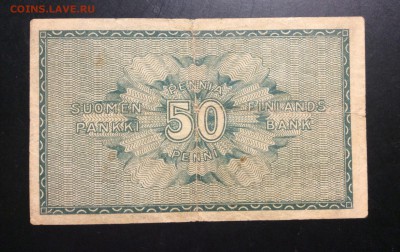 COINS.LAVE.RU
PENNIÄ
SUOMEN PANKKI
50
FINLANDS BANK
PENNI